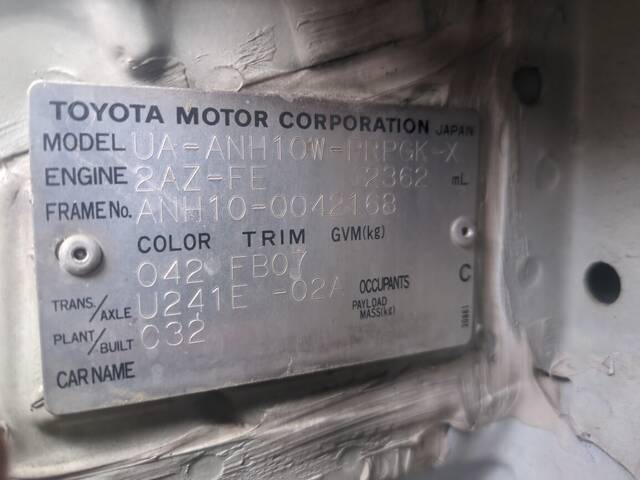 TOYOTA MOTOR CORPORATION JAPAN
MODEL UA-ANH10W-PRPGK-X
ENGINE 2AZ-FE 2362 mL
FRAME No. ANH10-0042168
COLOR TRIM GVM(kg)
042 FB07 C
TRANS./AXLE U241E -02A OCCUPANTS
PAYLOAD MASS(kg)
PLANT/BUILT C32
CAR NAME